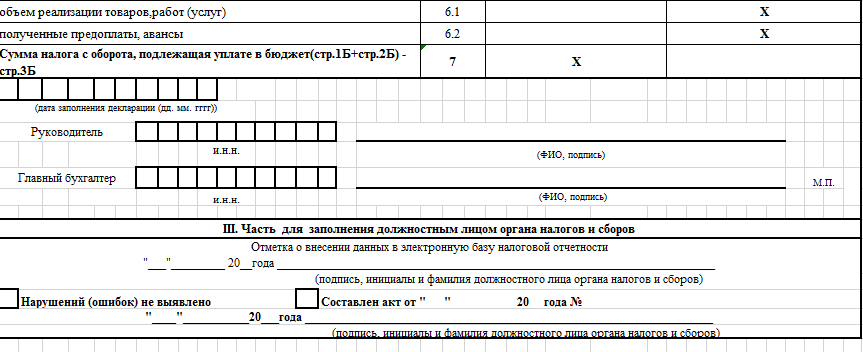 объем реализации товаров,работ (услуг) 6.1 X
полученные предоплаты, авансы 6.2 X
Сумма налога с оборота, подлежащая уплате в бюджет(стр.1Б+стр.2Б) - 7 X
стр.3Б
(дата заполнения декларации (дд. мм. гггг))
Руководитель
и.н.н. (ФИО, подпись)
Главный бухгалтер М.П.
и.н.н. (ФИО, подпись)
III. Часть для заполнения должностным лицом органа налогов и сборов
Отметка о внесении данных в электронную базу налоговой отчетности
"___"_________ 20__года
(подпись, инициалы и фамилия должностного лица органа налогов и сборов)
Нарушений (ошибок) не выявлено Составлен акт от " " 20 года №
"____"___________20___года
(подпись, инициалы и фамилия должностного лица органа налогов и сборов)